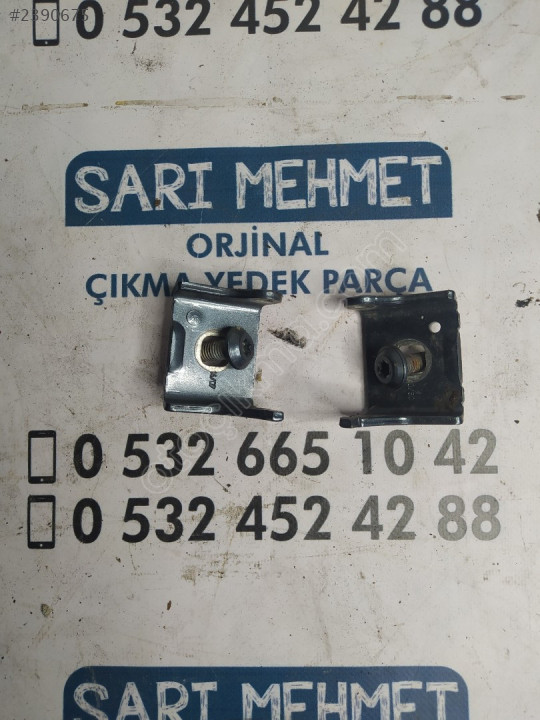 #2390675
0 532 452 42 88
SARI MEHMET
ORJİNAL
ÇIKMA YEDEK PARÇA
0 532 665 10 42
0 532 452 42 88
SARI MEHMET